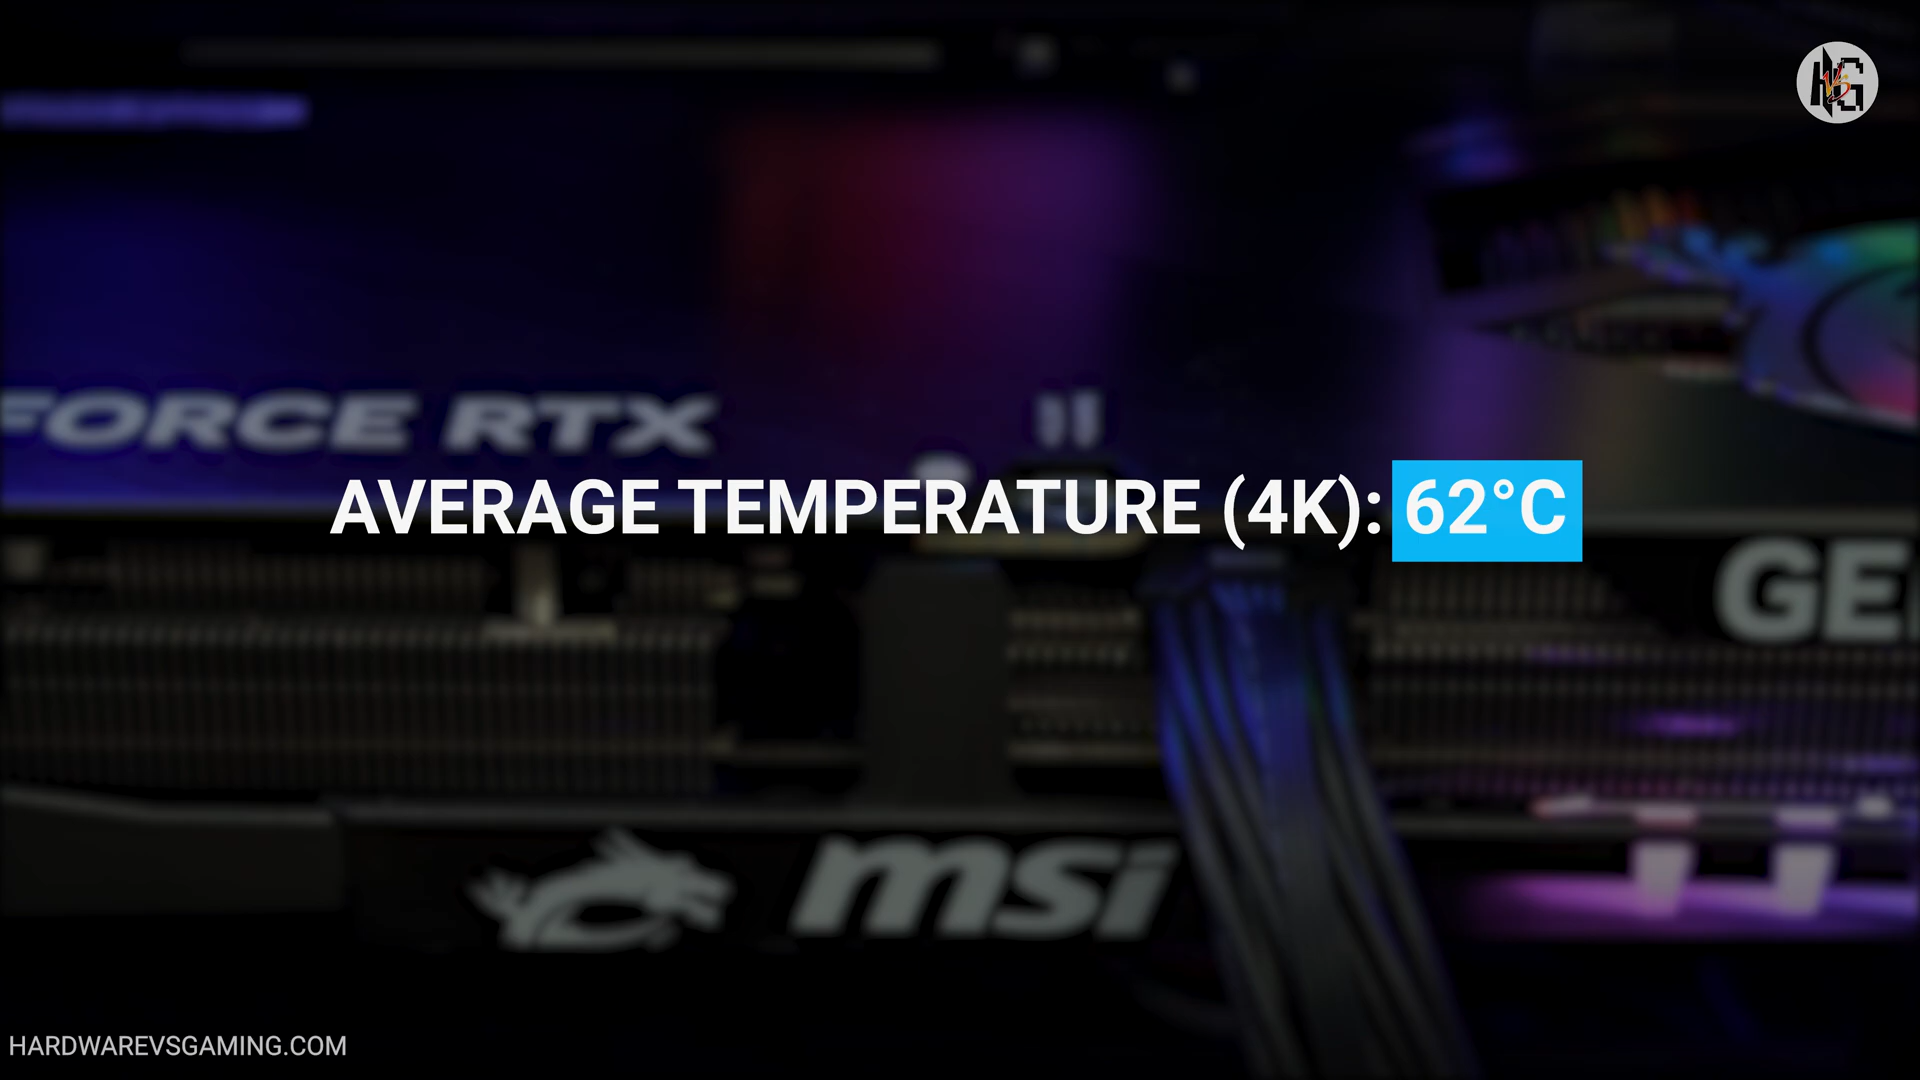 FORCE RTX
AVERAGE TEMPERATURE (4K): 62°C
GE
msi
HARDWAREVSGAMING.COM